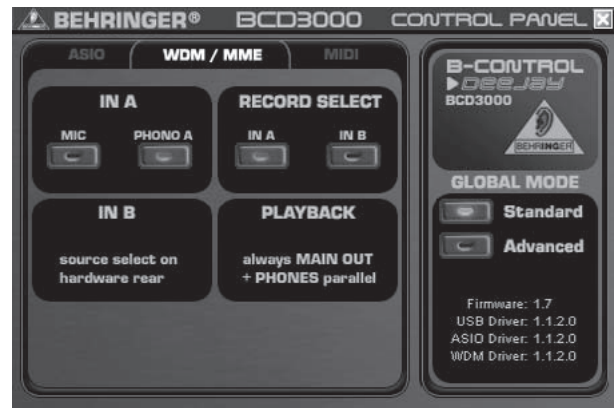 BEHRINGER® BCD3000 CONTROL PANEL X
ASIO WDM / MME MIDI
IN A
MIC PHONO A
RECORD SELECT
IN A IN B
IN B
source select on
hardware rear
PLAYBACK
always MAIN OUT
+ PHONES parallel
B-CONTROL
DEEJAY
BCD3000
BEHRINGER
GLOBAL MODE
Standard
Advanced
Firmware: 1.7
USB Driver: 1.1.2.0
ASIO Driver: 1.1.2.0
WDM Driver: 1.1.2.0